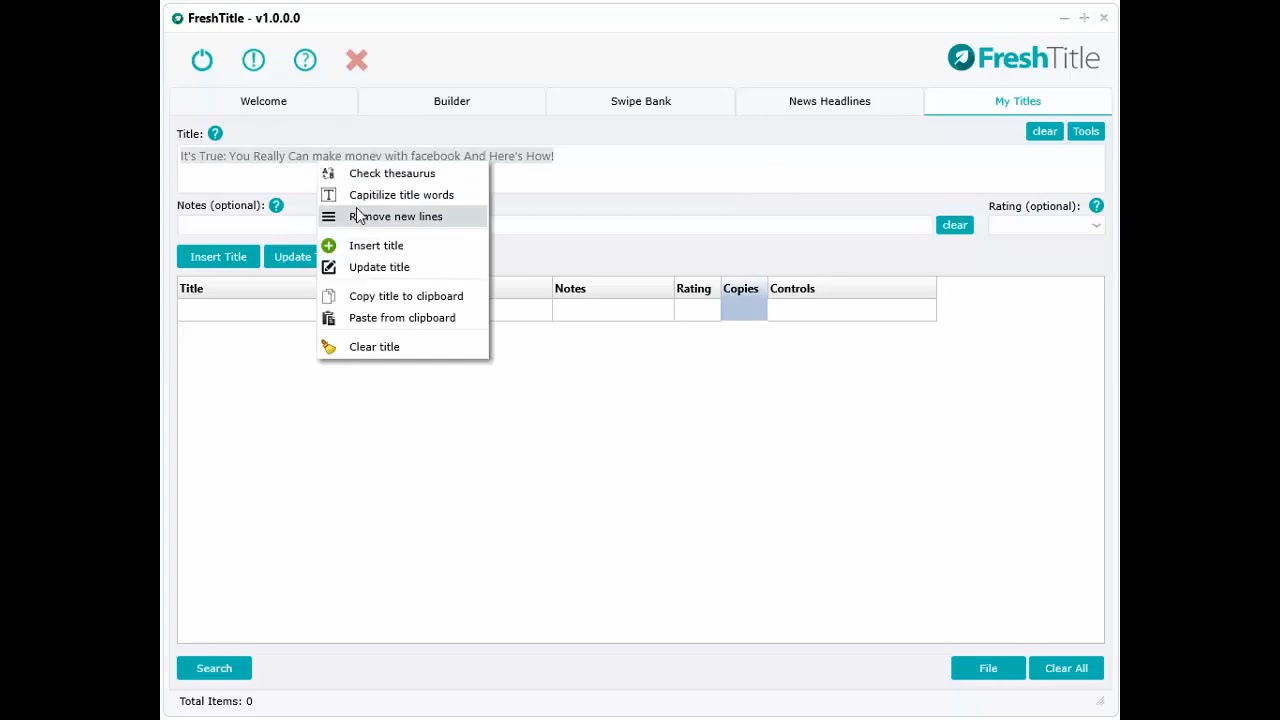 FreshTitle - v1.0.0.0
FreshTitle
Welcome
Builder
Swipe Bank
News Headlines
My Titles
Title:
clear
Tools
It's True: You Really Can make money with facebook And Here's How!
Check thesaurus
Capitilize title words
Remove new lines
Insert title
Update title
Copy title to clipboard
Paste from clipboard
Clear title
Notes (optional):
Rating (optional):
clear
Insert Title
Update
Title
Notes
Rating
Copies
Controls
Search
File
Clear All
Total Items: 0